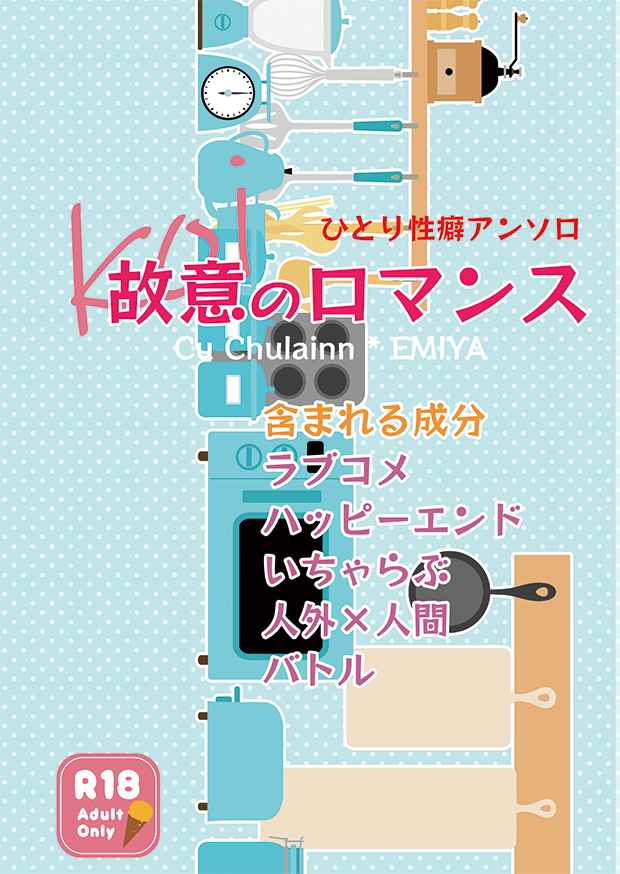 ひとり性癖アンソロ
Koi
故意のロマンス
Cu Chulainn * EMIYA
含まれる成分
ラブコメ
ハッピーエンド
いちゃらぶ
人外×人間
バトル
R18
Adult
Only